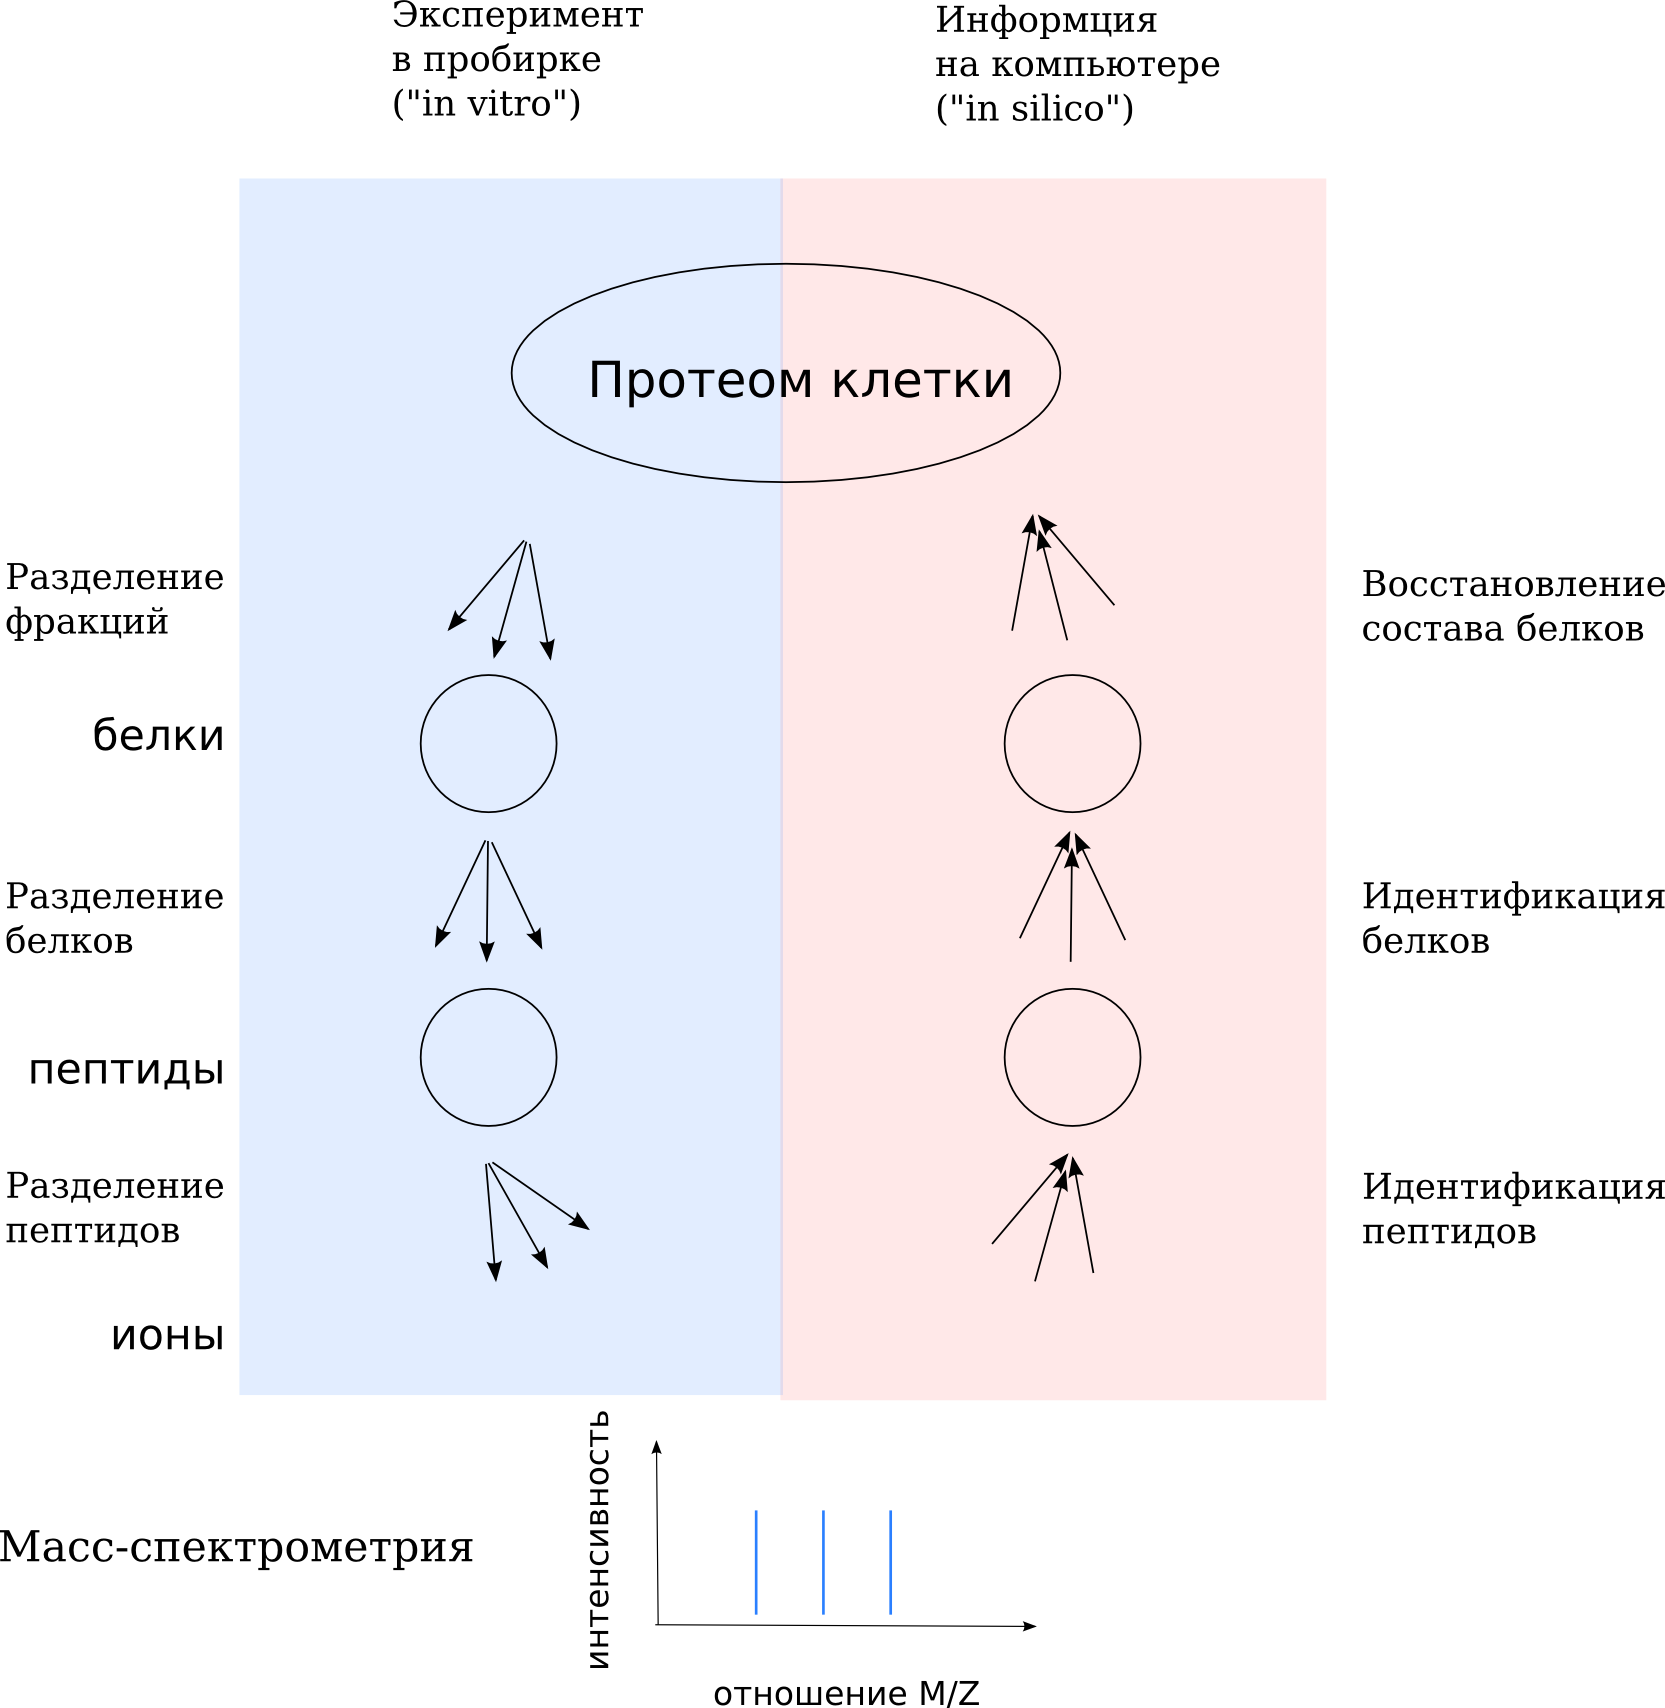 Эксперимент
в пробирке
("in vitro")
Информция
на компьютере
("in silico")
Протеом клетки
Разделение
фракций
Восстановление
состава белков
белки
Разделение
белков
Идентификация
белков
пептиды
Разделение
пептидов
Идентификация
пептидов
ионы
Масс-спектрометрия
интенсивность
отношение M/Z